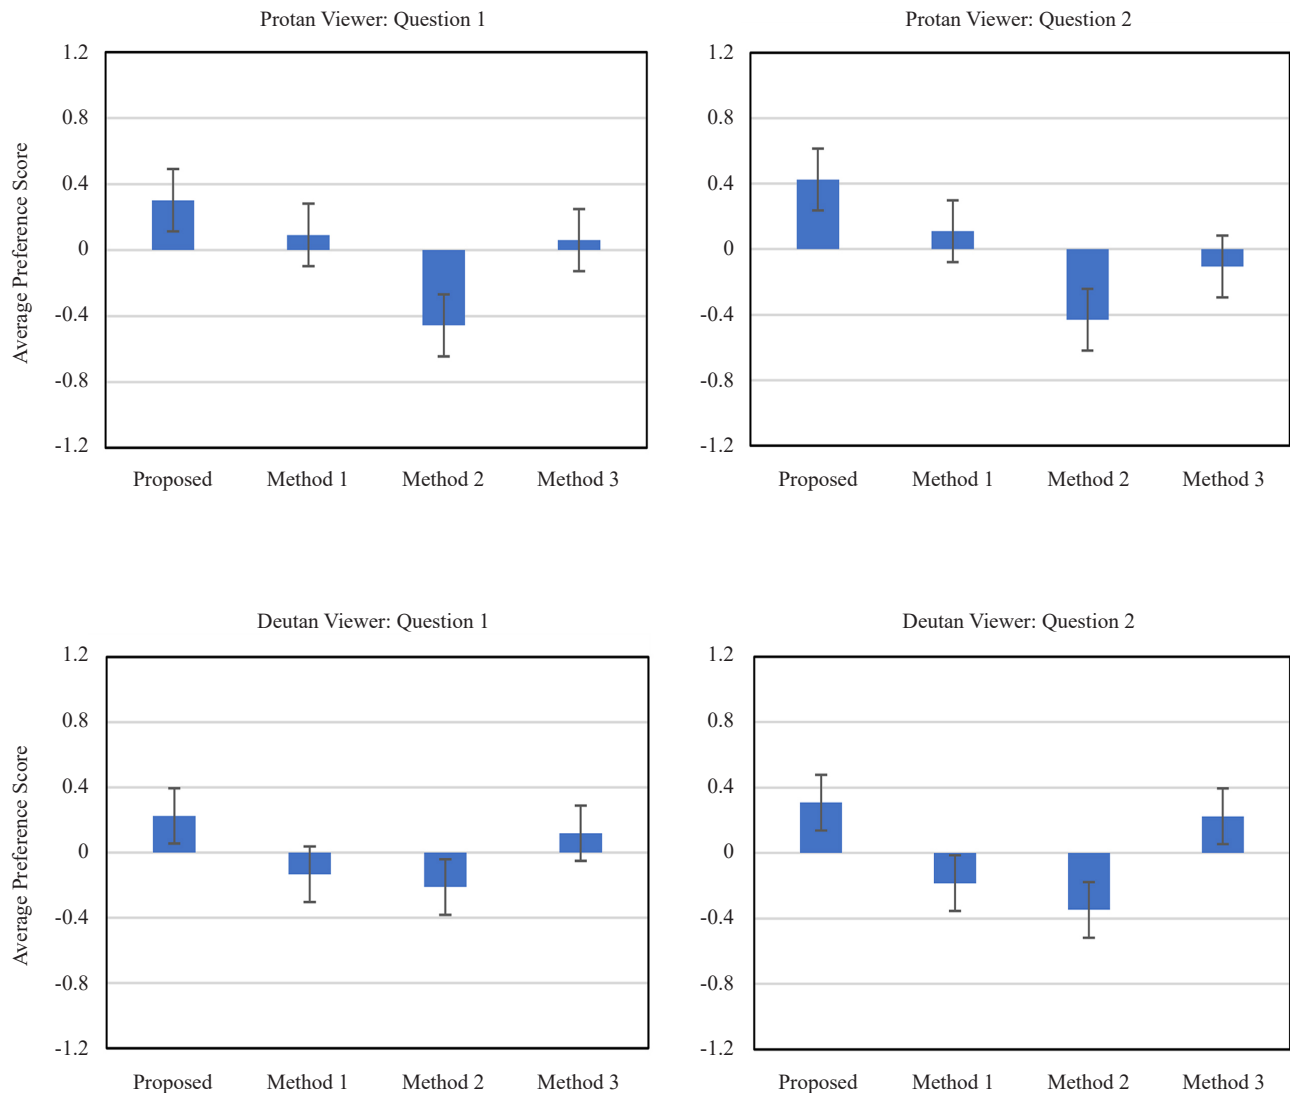 Protan Viewer: Question 1
1.2
0.8
0.4
0
-0.4
-0.8
-1.2
Average Preference Score
Proposed Method 1 Method 2 Method 3
Protan Viewer: Question 2
1.2
0.8
0.4
0
-0.4
-0.8
-1.2
Proposed Method 1 Method 2 Method 3
Deutan Viewer: Question 1
1.2
0.8
0.4
0
-0.4
-0.8
-1.2
Average Preference Score
Proposed Method 1 Method 2 Method 3
Deutan Viewer: Question 2
1.2
0.8
0.4
0
-0.4
-0.8
-1.2
Proposed Method 1 Method 2 Method 3